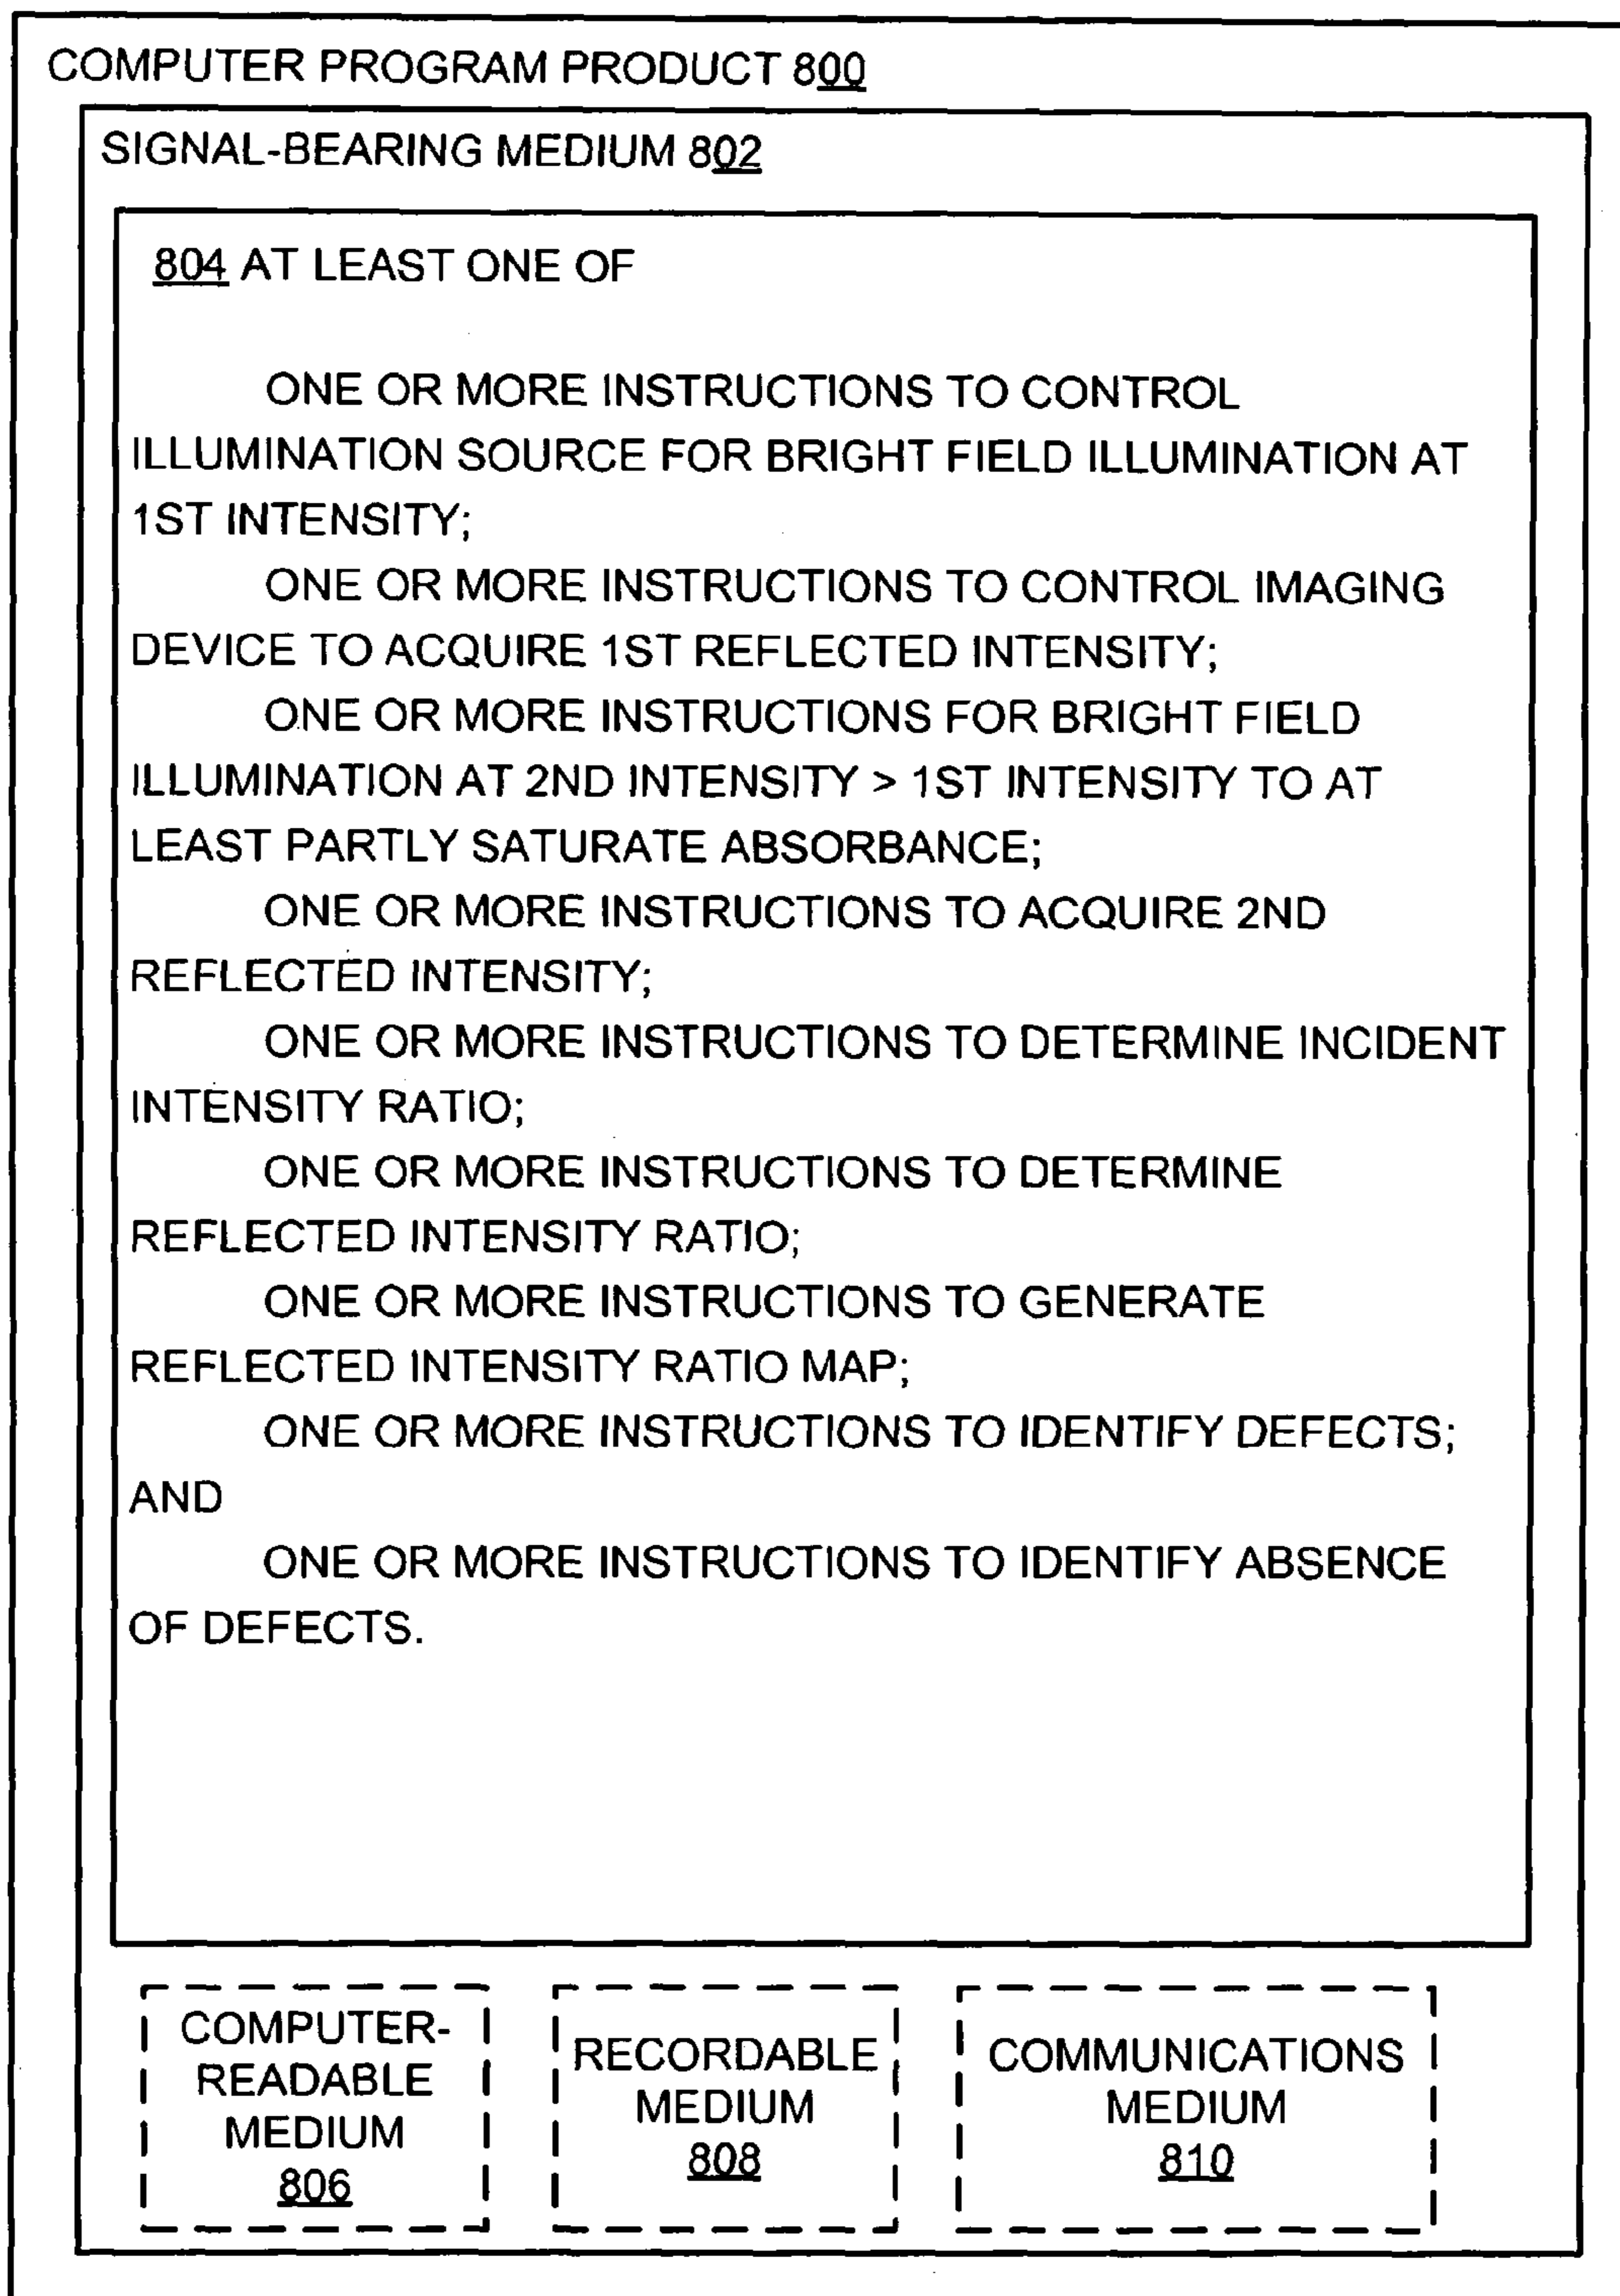 COMPUTER PROGRAM PRODUCT 800
SIGNAL-BEARING MEDIUM 802
804 AT LEAST ONE OF
ONE OR MORE INSTRUCTIONS TO CONTROL
ILLUMINATION SOURCE FOR BRIGHT FIELD ILLUMINATION AT
1ST INTENSITY;
ONE OR MORE INSTRUCTIONS TO CONTROL IMAGING
DEVICE TO ACQUIRE 1ST REFLECTED INTENSITY;
ONE OR MORE INSTRUCTIONS FOR BRIGHT FIELD
ILLUMINATION AT 2ND INTENSITY > 1ST INTENSITY TO AT
LEAST PARTLY SATURATE ABSORBANCE;
ONE OR MORE INSTRUCTIONS TO ACQUIRE 2ND
REFLECTED INTENSITY;
ONE OR MORE INSTRUCTIONS TO DETERMINE INCIDENT
INTENSITY RATIO;
ONE OR MORE INSTRUCTIONS TO DETERMINE
REFLECTED INTENSITY RATIO;
ONE OR MORE INSTRUCTIONS TO GENERATE
REFLECTED INTENSITY RATIO MAP;
ONE OR MORE INSTRUCTIONS TO IDENTIFY DEFECTS;
AND
ONE OR MORE INSTRUCTIONS TO IDENTIFY ABSENCE
OF DEFECTS.
COMPUTER-
READABLE
MEDIUM
806
RECORDABLE
MEDIUM
808
COMMUNICATIONS
MEDIUM
810